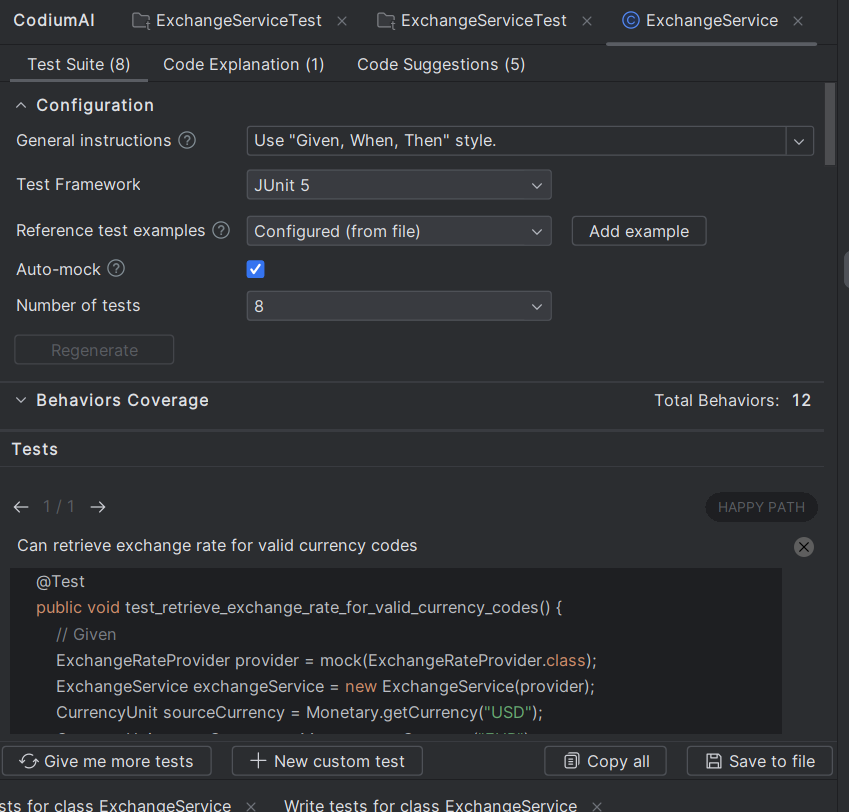 CodiumAI ExchangeServiceTest ExchangeServiceTest ExchangeService
Test Suite (8) Code Explanation (1) Code Suggestions (5)
Configuration
General instructions ? Use "Given, When, Then" style.
Test Framework JUnit 5
Reference test examples ? Configured (from file) Add example
Auto-mock ?
Number of tests 8
Regenerate
Behaviors Coverage Total Behaviors: 12
Tests
1 / 1 HAPPY PATH
Can retrieve exchange rate for valid currency codes
@Test
public void test_retrieve_exchange_rate_for_valid_currency_codes() {
// Given
ExchangeRateProvider provider = mock(ExchangeRateProvider.class);
ExchangeService exchangeService = new ExchangeService(provider);
CurrencyUnit sourceCurrency = Monetary.getCurrency("USD");
Give me more tests New custom test Copy all Save to file
for class ExchangeService Write tests for class ExchangeService